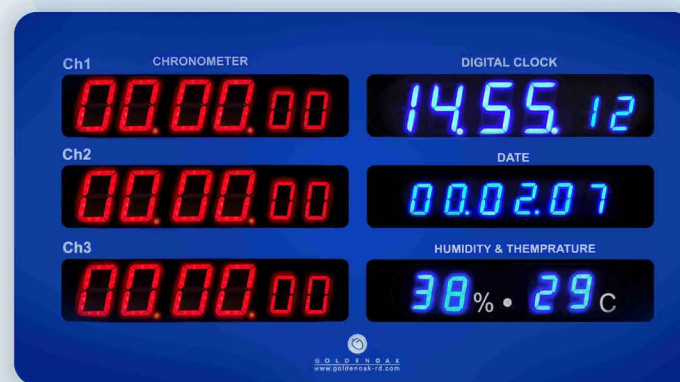 CHRONOMETER
Ch1
00.00.00
Ch2
00.00.00
Ch3
00.00.00
DIGITAL CLOCK
14.55.12
DATE
00.02.07
HUMIDITY & THEMPRATURE
38% • 29C
GOLDENOAK
www.goldenoak-rd.com